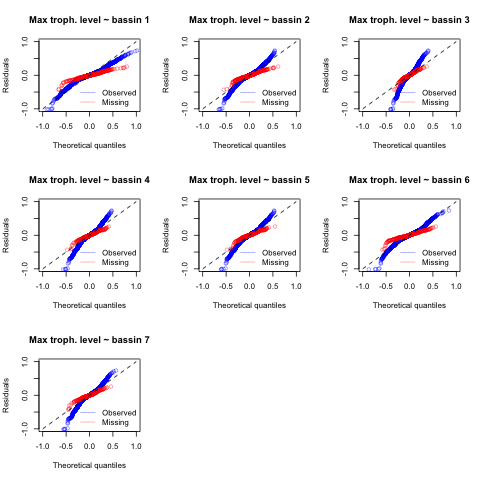 Max troph. level ~ bassin 1
Residuals
1.0
0.0
-1.0
Observed
Missing
-1.0 -0.5 0.0 0.5 1.0
Theoretical quantiles
Max troph. level ~ bassin 2
Residuals
1.0
0.0
-1.0
Observed
Missing
-1.0 -0.5 0.0 0.5 1.0
Theoretical quantiles
Max troph. level ~ bassin 3
Residuals
1.0
0.0
-1.0
Observed
Missing
-1.0 -0.5 0.0 0.5 1.0
Theoretical quantiles
Max troph. level ~ bassin 4
Residuals
1.0
0.0
-1.0
Observed
Missing
-1.0 -0.5 0.0 0.5 1.0
Theoretical quantiles
Max troph. level ~ bassin 5
Residuals
1.0
0.0
-1.0
Observed
Missing
-1.0 -0.5 0.0 0.5 1.0
Theoretical quantiles
Max troph. level ~ bassin 6
Residuals
1.0
0.0
-1.0
Observed
Missing
-1.0 -0.5 0.0 0.5 1.0
Theoretical quantiles
Max troph. level ~ bassin 7
Residuals
1.0
0.0
-1.0
Observed
Missing
-1.0 -0.5 0.0 0.5 1.0
Theoretical quantiles